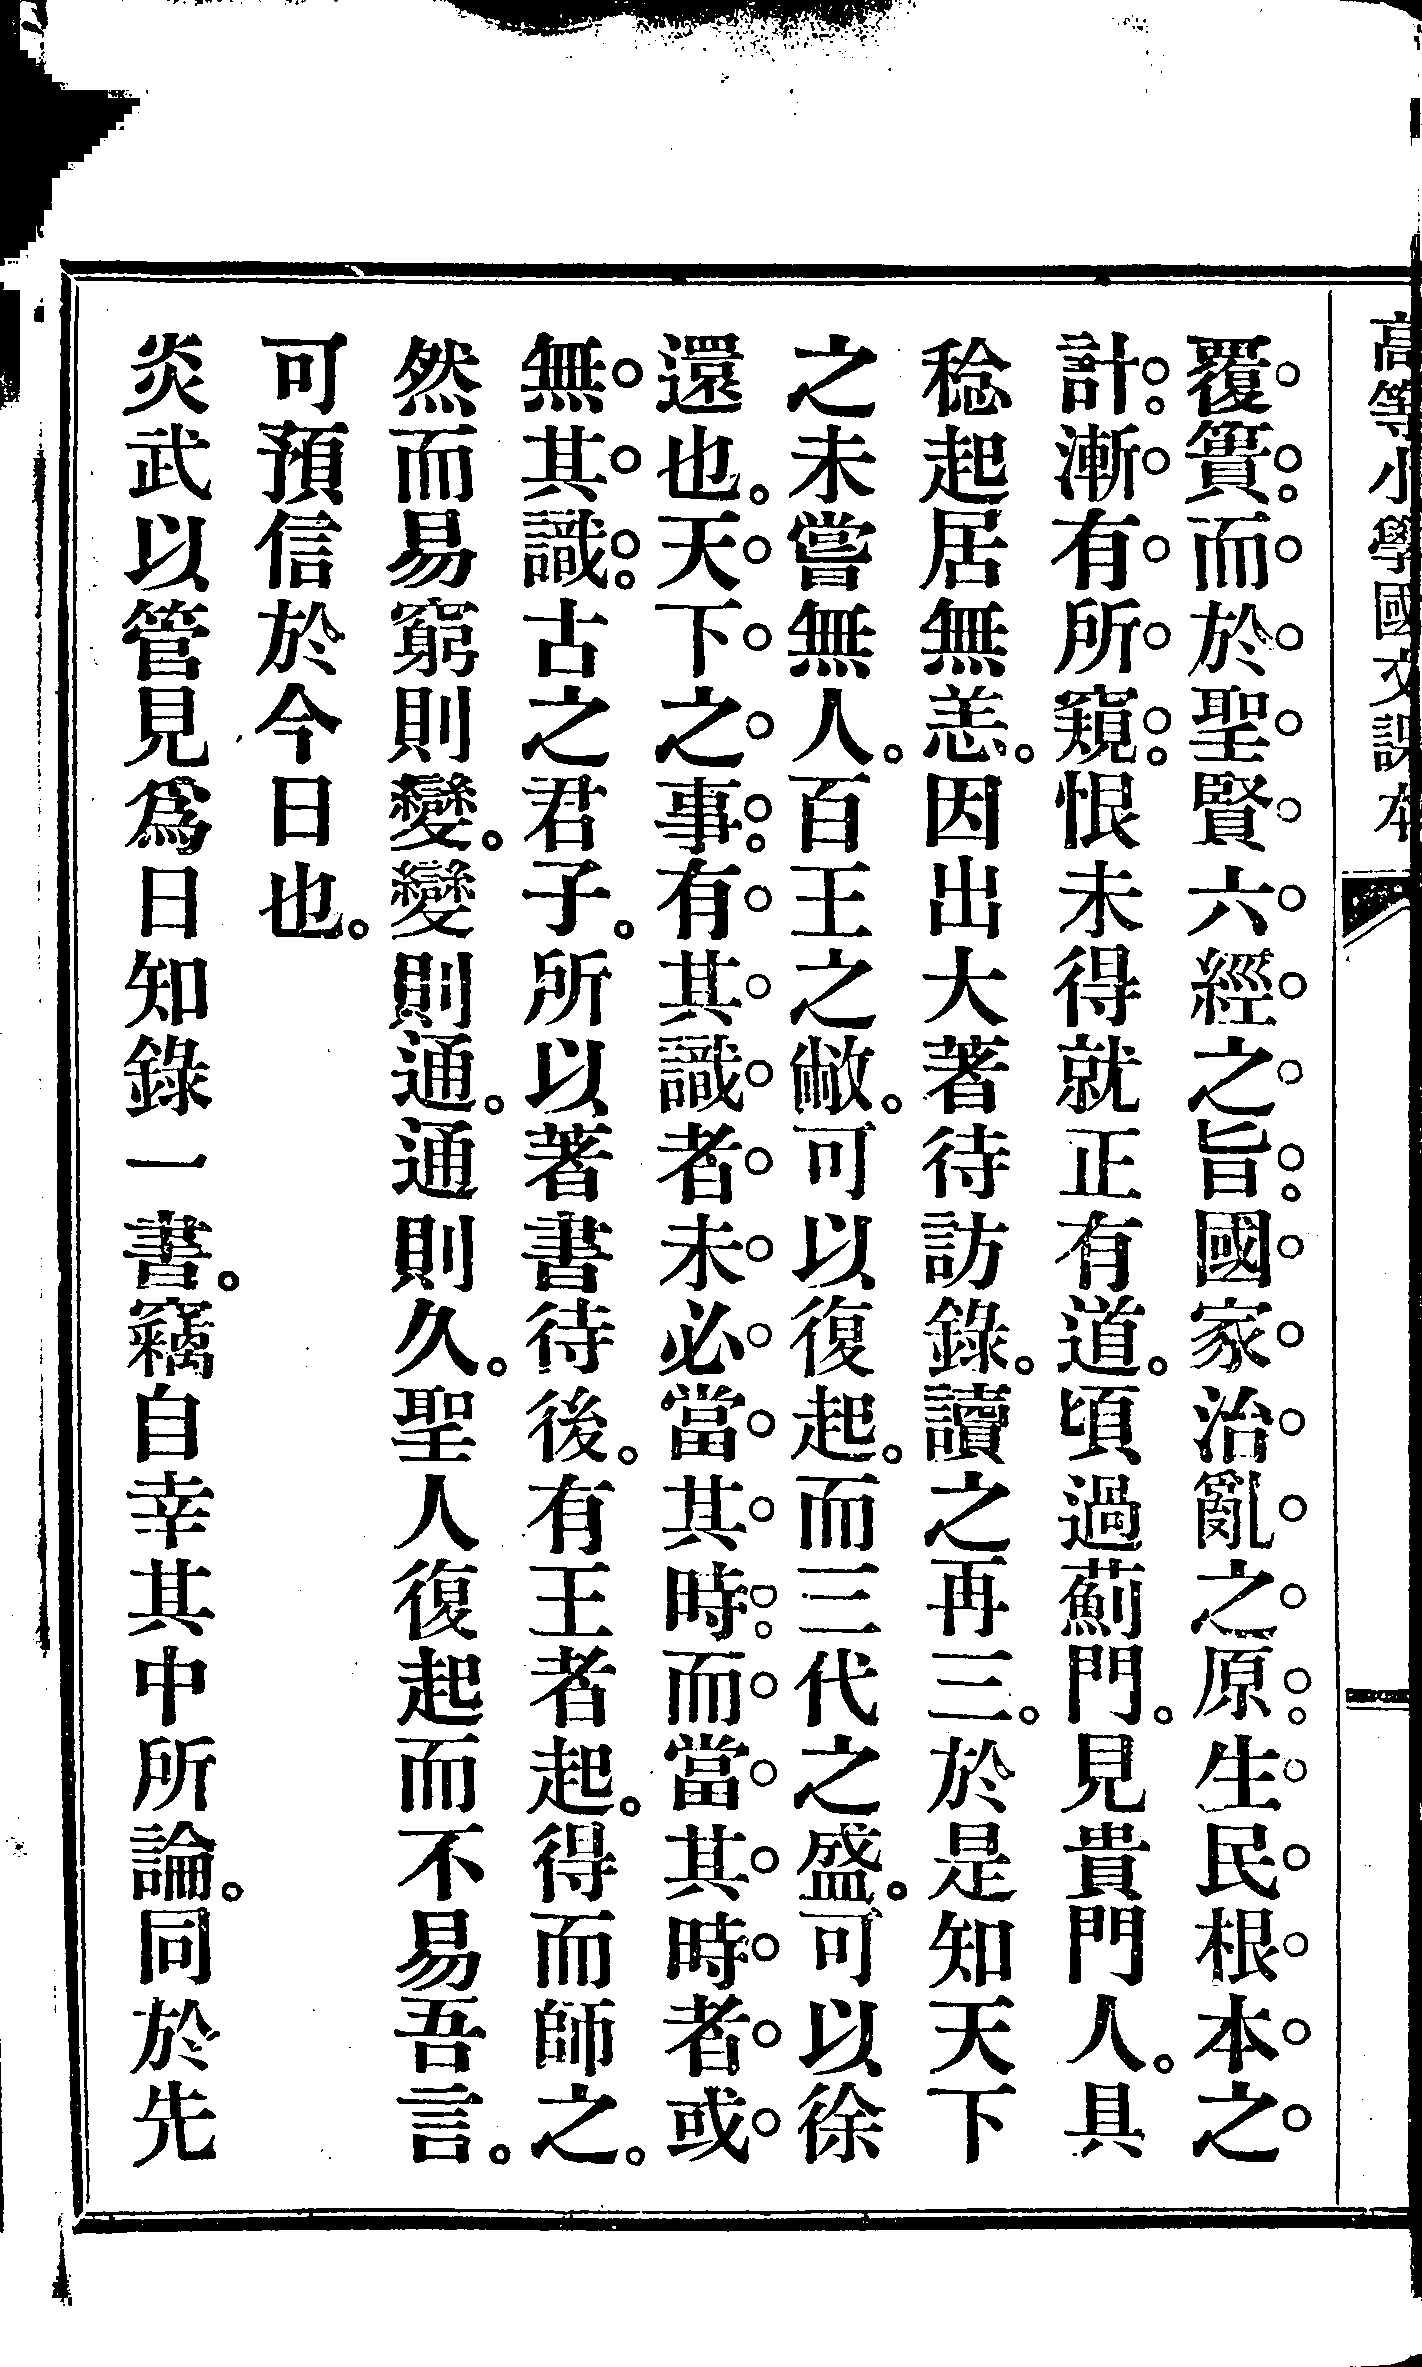 高等小學國文課本
覆簣。而於聖賢六經之旨。國家治亂之原。生民根本之
計。漸有所窺。恨未得就正有道。頃過薊門。見貴門人。具
稔起居無恙。因出大著待訪錄。讀之再三。於是知天下
之未嘗無人。百王之敝。可以復起。而三代之盛。可以徐
還也。天下之事。有其識者未必當其時。而當其時者或
無其識。古之君子。所以著書待後。有王者起。得而師之。
然而易窮則變。變則通。通則久。聖人復起而不易吾言。
可預信於今日也。
炎武以管見爲日知錄一書。竊自幸其中所論。同於先